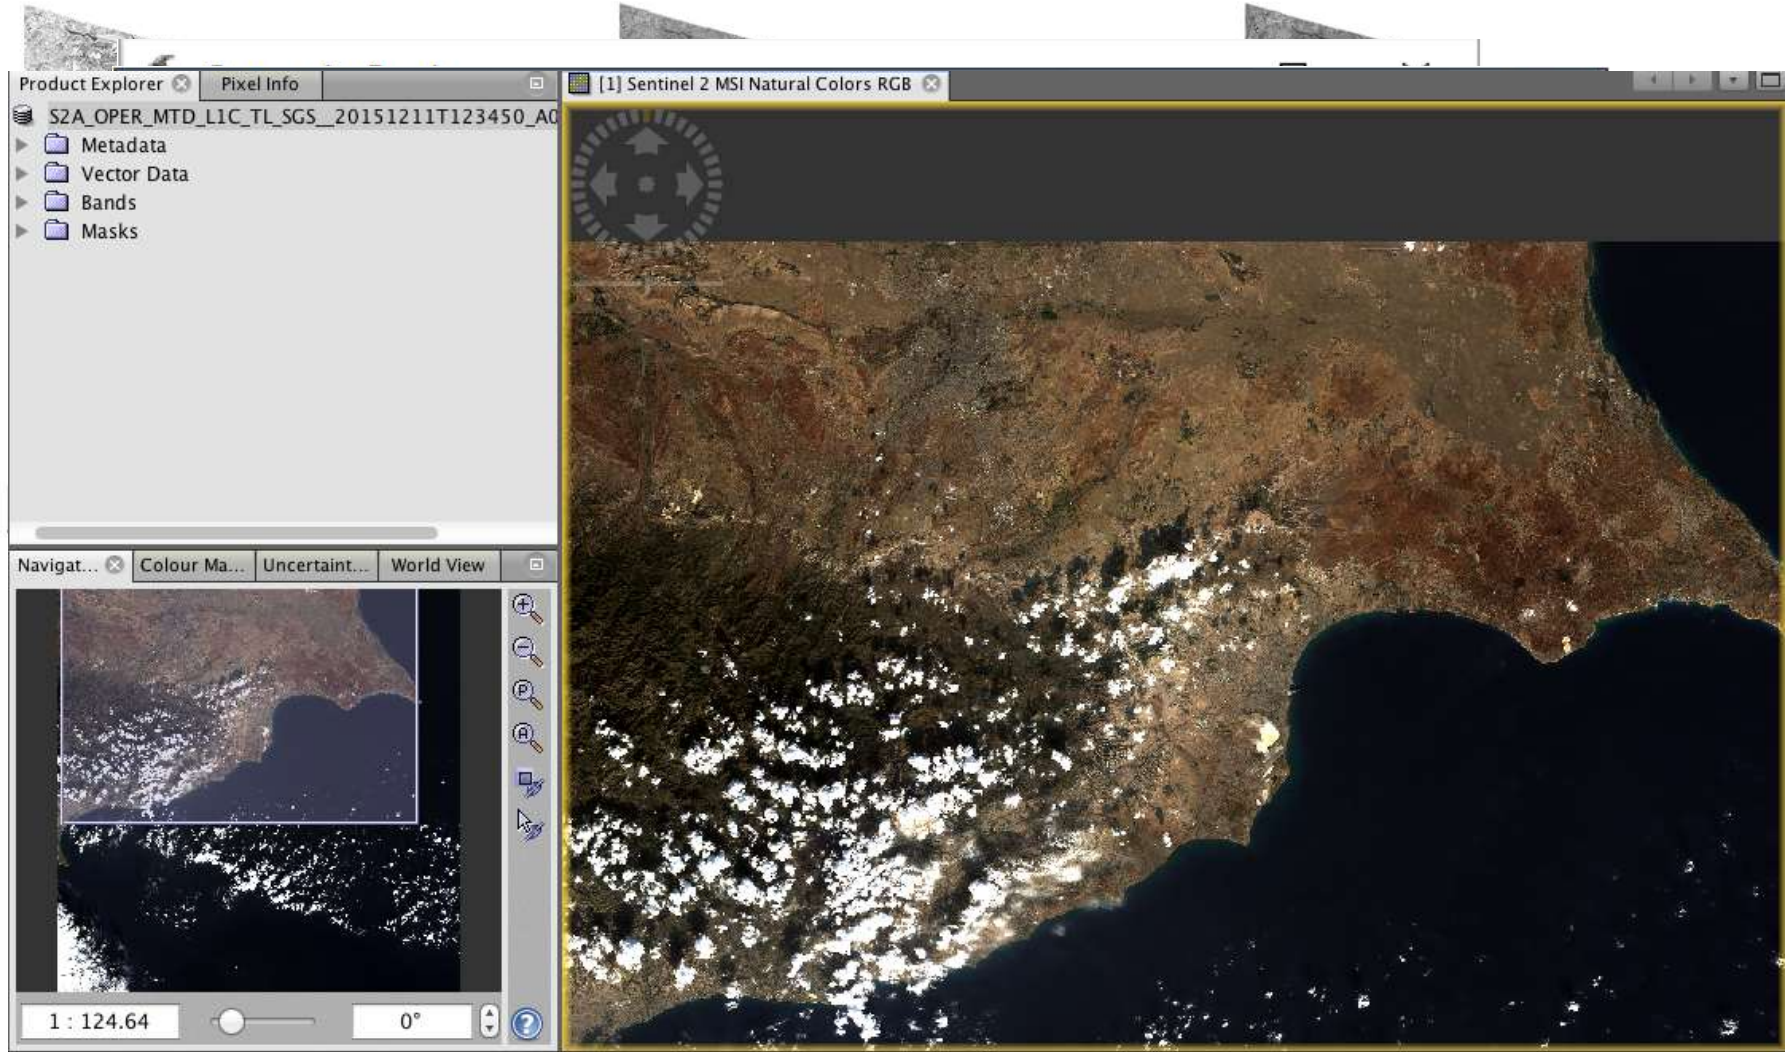 Product Explorer
Pixel Info
[1] Sentinel 2 MSI Natural Colors RGB
S2A_OPER_MTD_L1C_TL_SGS__20151211T123450_A0
Metadata
Vector Data
Bands
Masks
Navigat...
Colour Ma...
Uncertaint...
World View
1 : 124.64
0°